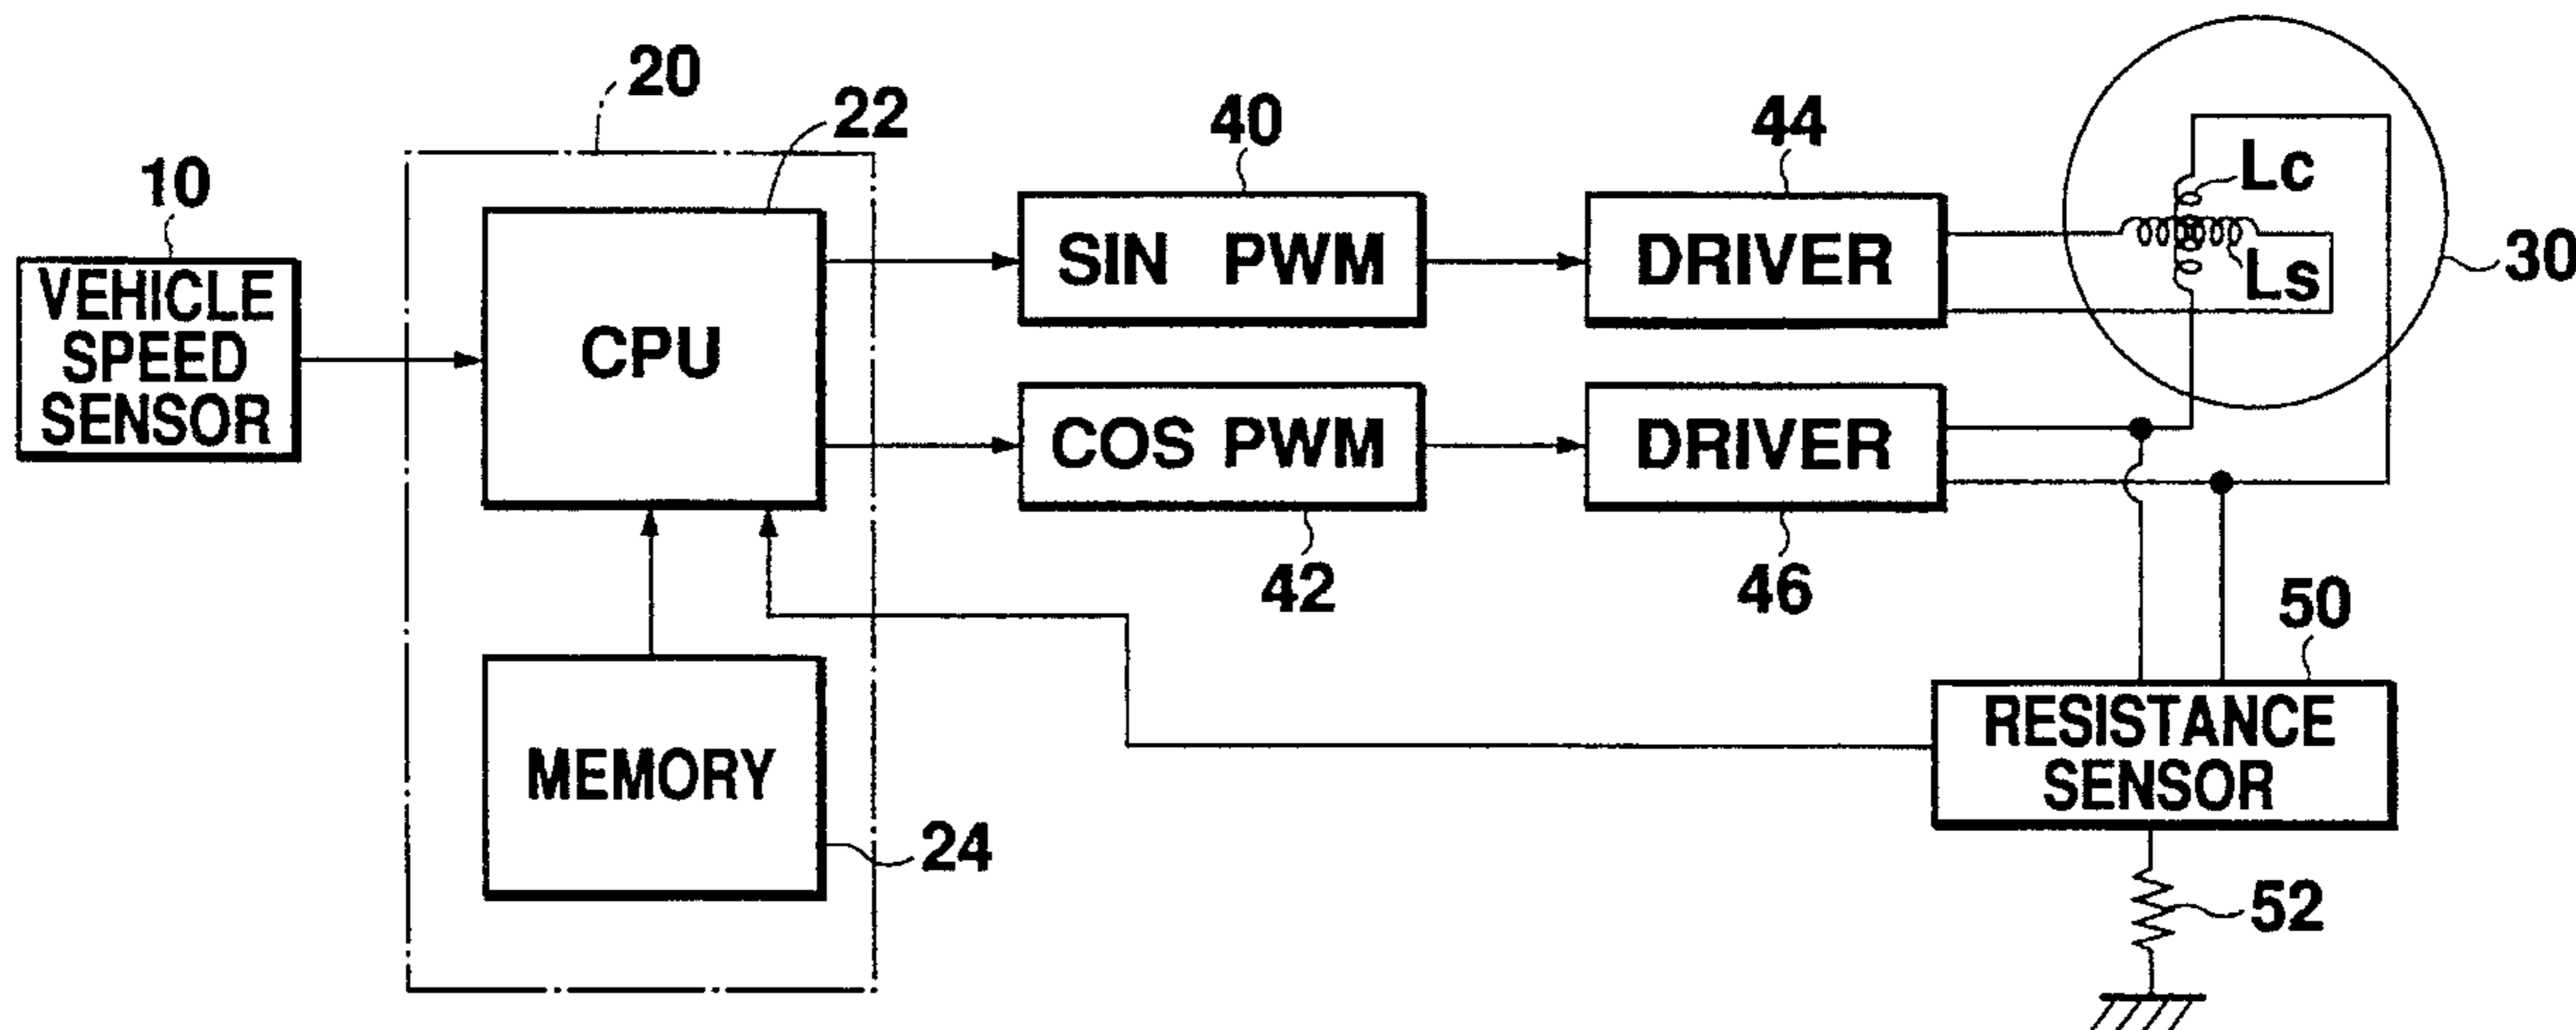 20
22
40
44
Lc
10
VEHICLE
SPEED
SENSOR
CPU
SIN PWM
DRIVER
Ls
30
COS PWM
DRIVER
42
46
50
MEMORY
RESISTANCE
SENSOR
24
52